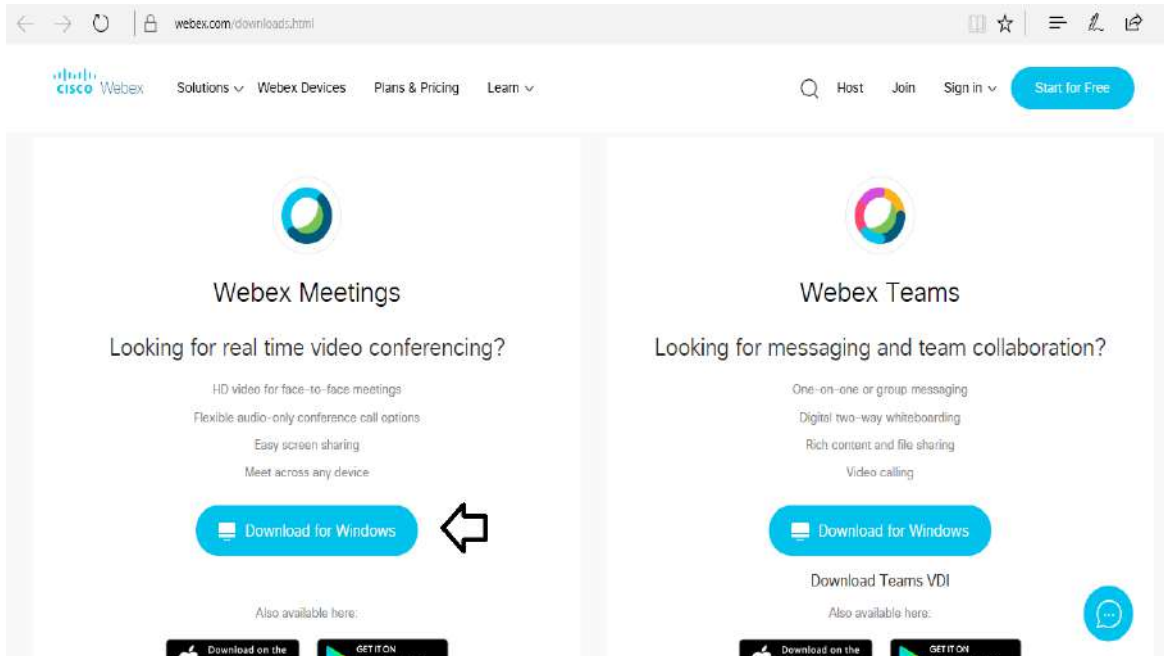 webex.com/downloads.html
CISCO Webex Solutions Webex Devices Plans & Pricing Learn Host Join Sign in Start for Free
Webex Meetings
Looking for real time video conferencing?
HD video for face-to-face meetings
Flexible audio-only conference call options
Easy screen sharing
Meet across any device
Download for Windows
Also available here:
Download on the
GET IT ON
Webex Teams
Looking for messaging and team collaboration?
One-on-one or group messaging
Digital two-way whiteboarding
Rich content and file sharing
Video calling
Download for Windows
Download Teams VDI
Also available here:
Download on the
GET IT ON